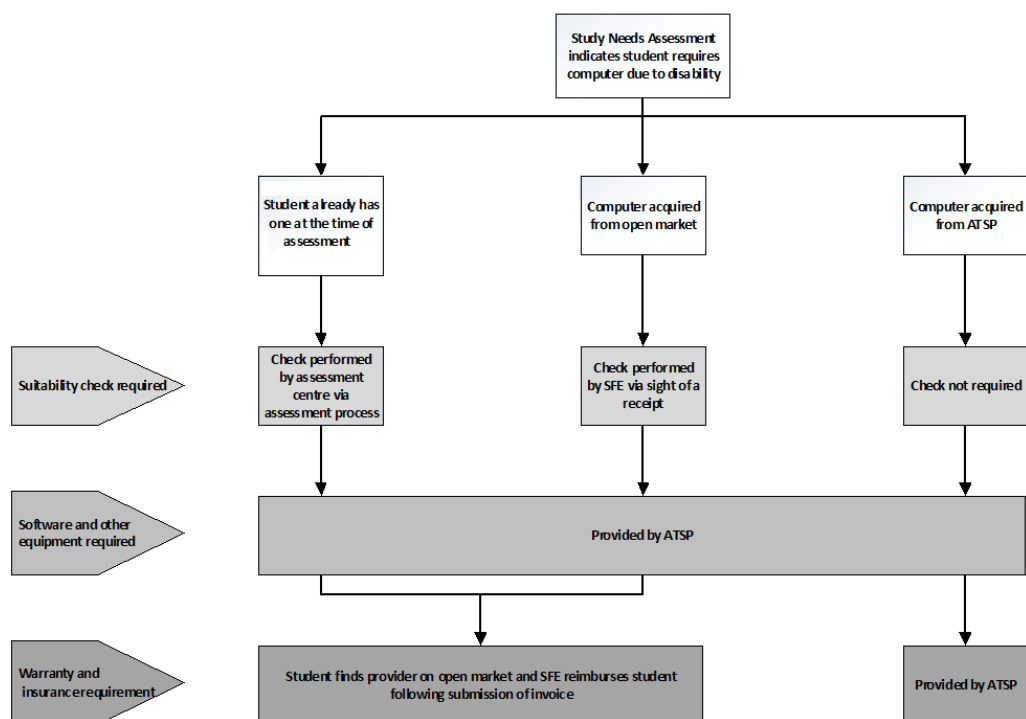 Study Needs Assessment
indicates student requires
computer due to disability
Student already has
one at the time of
assessment
Computer acquired
from open market
Computer acquired
from ATSP
Suitability check required
Check performed
by assessment
centre via
assessment process
Check performed
by SFE via sight of a
receipt
Check not required
Software and other
equipment required
Provided by ATSP
Warranty and
insurance requirement
Student finds provider on open market and SFE reimburses student
following submission of invoice
Provided by ATSP